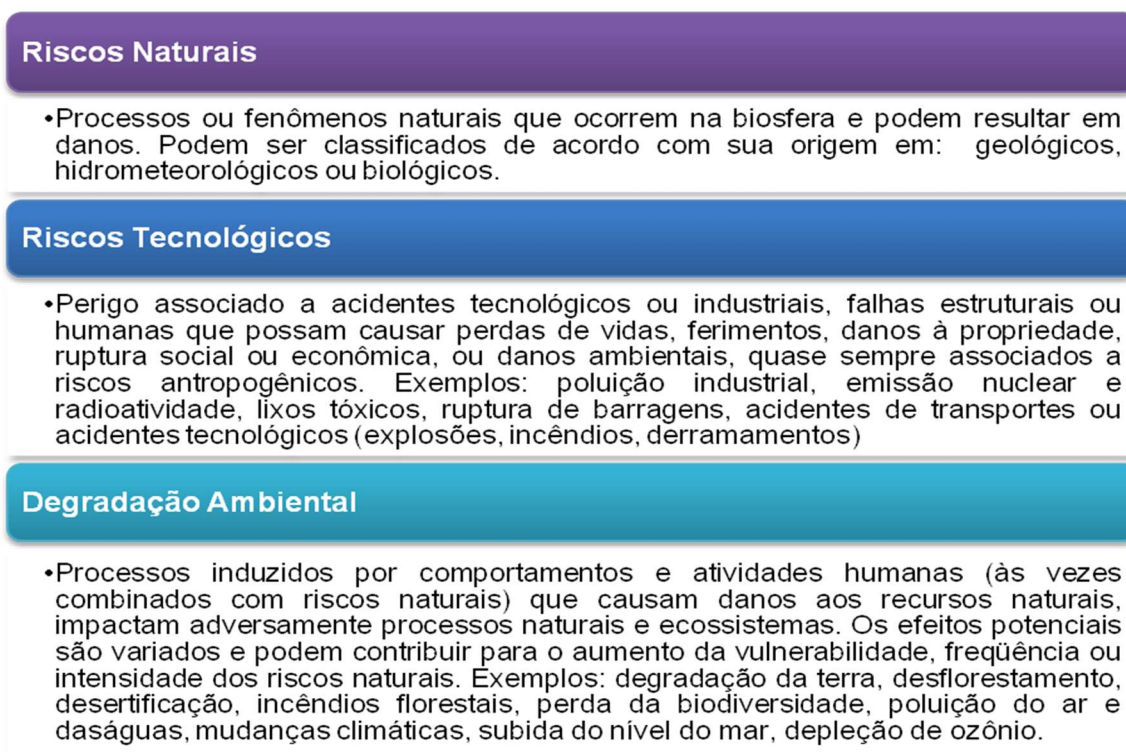 Riscos Naturais
•Processos ou fenômenos naturais que ocorrem na biosfera e podem resultar em
danos. Podem ser classificados de acordo com sua origem em: geológicos,
hidrometeorológicos ou biológicos.
Riscos Tecnológicos
•Perigo associado a acidentes tecnológicos ou industriais, falhas estruturais ou
humanas que possam causar perdas de vidas, ferimentos, danos à propriedade,
ruptura social ou econômica, ou danos ambientais, quase sempre associados a
riscos antropogênicos. Exemplos: poluição industrial, emissão nuclear e
radioatividade, lixos tóxicos, ruptura de barragens, acidentes de transportes ou
acidentes tecnológicos (explosões, incêndios, derramamentos)
Degradação Ambiental
•Processos induzidos por comportamentos e atividades humanas (às vezes
combinados com riscos naturais) que causam danos aos recursos naturais,
impactam adversamente processos naturais e ecossistemas. Os efeitos potenciais
são variados e podem contribuir para o aumento da vulnerabilidade, freqüência ou
intensidade dos riscos naturais. Exemplos: degradação da terra, desflorestamento,
desertificação, incêndios florestais, perda da biodiversidade, poluição do ar e
daságuas, mudanças climáticas, subida do nível do mar, depleção de ozônio.